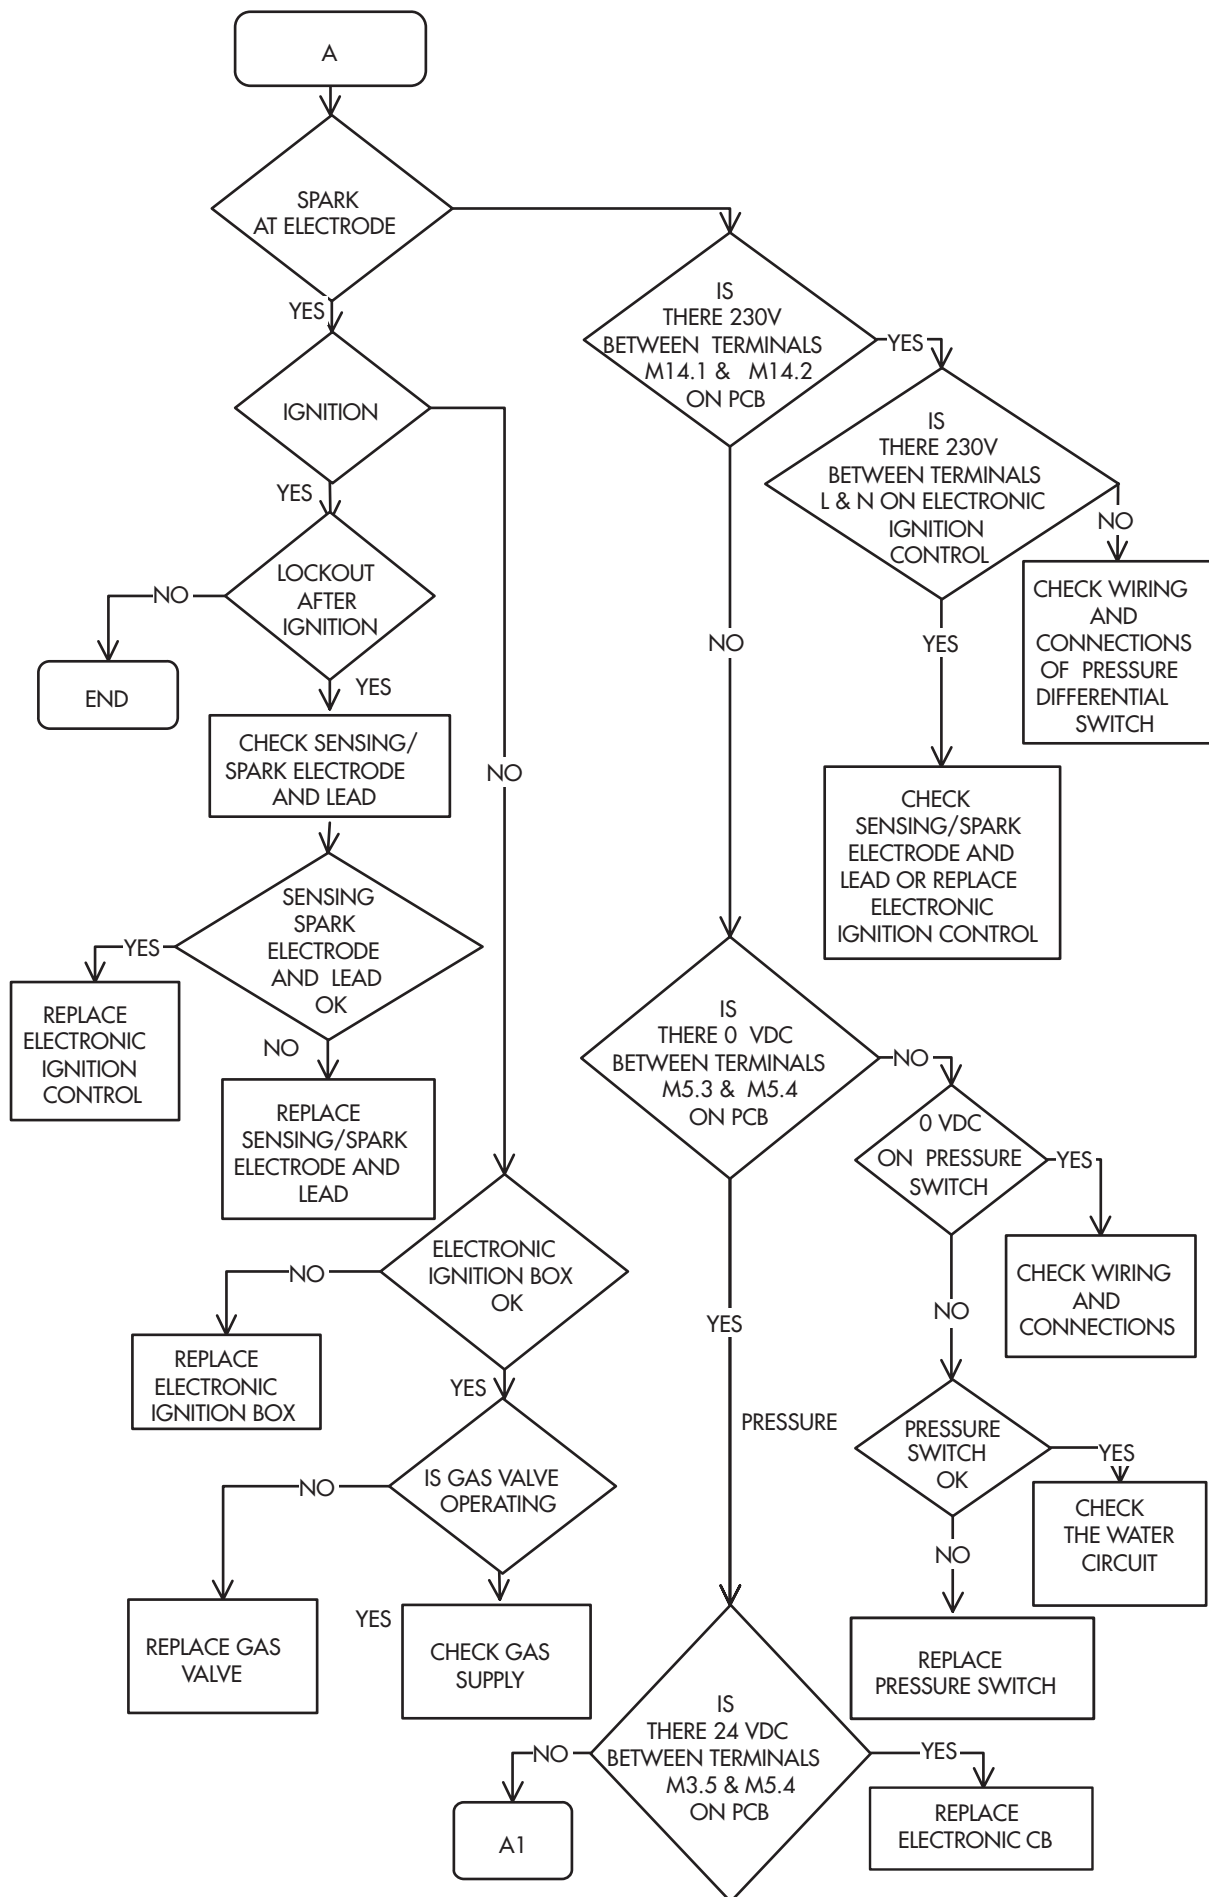 A
SPARK
AT ELECTRODE
YES
IGNITION
YES
LOCKOUT
AFTER
IGNITION
NO
END
YES
CHECK SENSING/
SPARK ELECTRODE
AND LEAD
SENSING
SPARK
ELECTRODE
AND LEAD
OK
YES
REPLACE
ELECTRONIC
IGNITION
CONTROL
NO
REPLACE
SENSING/SPARK
ELECTRODE AND
LEAD
NO
ELECTRONIC
IGNITION BOX
OK
NO
REPLACE
ELECTRONIC
IGNITION BOX
YES
IS GAS VALVE
OPERATING
NO
REPLACE GAS
VALVE
YES
CHECK GAS
SUPPLY
IS
THERE 230V
BETWEEN TERMINALS
M14.1 & M14.2
ON PCB
YES
IS
THERE 230V
BETWEEN TERMINALS
L & N ON ELECTRONIC
IGNITION
CONTROL
NO
CHECK WIRING
AND
CONNECTIONS
OF PRESSURE
DIFFERENTIAL
SWITCH
YES
CHECK
SENSING/SPARK
ELECTRODE AND
LEAD OR REPLACE
ELECTRONIC
IGNITION CONTROL
NO
IS
THERE 0 VDC
BETWEEN TERMINALS
M5.3 & M5.4
ON PCB
NO
0 VDC
ON PRESSURE
SWITCH
YES
CHECK WIRING
AND
CONNECTIONS
NO
PRESSURE
SWITCH
OK
YES
CHECK
THE WATER
CIRCUIT
NO
REPLACE
PRESSURE SWITCH
YES
PRESSURE
IS
THERE 24 VDC
BETWEEN TERMINALS
M3.5 & M5.4
ON PCB
NO
A1
YES
REPLACE
ELECTRONIC CB